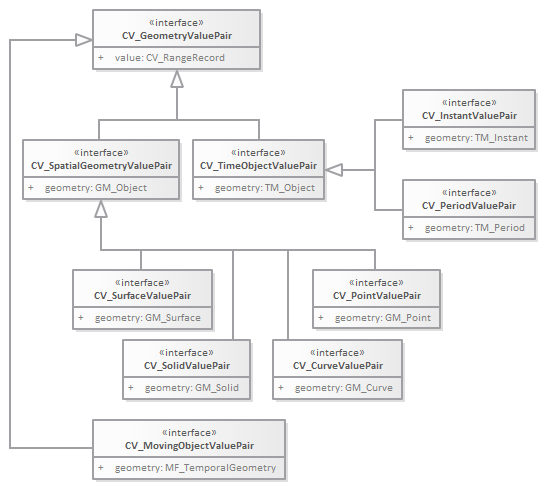 «interface»
CV_GeometryValuePair
+ value: CV_RangeRecord
«interface»
CV_InstantValuePair
+ geometry: TM_Instant
«interface»
CV_SpatialGeometryValuePair
+ geometry: GM_Object
«interface»
CV_TimeObjectValuePair
+ geometry: TM_Object
«interface»
CV_PeriodValuePair
+ geometry: TM_Period
«interface»
CV_SurfaceValuePair
+ geometry: GM_Surface
«interface»
CV_PointValuePair
+ geometry: GM_Point
«interface»
CV_SolidValuePair
+ geometry: GM_Solid
«interface»
CV_CurveValuePair
+ geometry: GM_Curve
«interface»
CV_MovingObjectValuePair
+ geometry: MF_TemporalGeometry